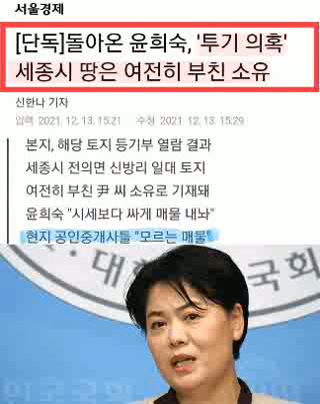 서울경제
[단독]돌아온 윤희숙, '투기 의혹'
세종시 땅은 여전히 부친 소유
신한나 기자
입력 2021. 12. 13. 15:21 수정 2021. 12. 13. 15:29
본지, 해당 토지 등기부 열람 결과
세종시 전의면 신방리 일대 토지
여전히 부친 尹 씨 소유로 기재돼
윤희숙 "시세보다 싸게 매물 내놔"
현지 공인중개사들 "모르는 매물"
대한민국